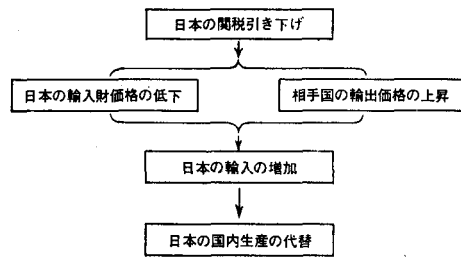 日本の関税引き下げ
日本の輸入財価格の低下
相手国の輸出価格の上昇
日本の輸入の増加
日本の国内生産の代替